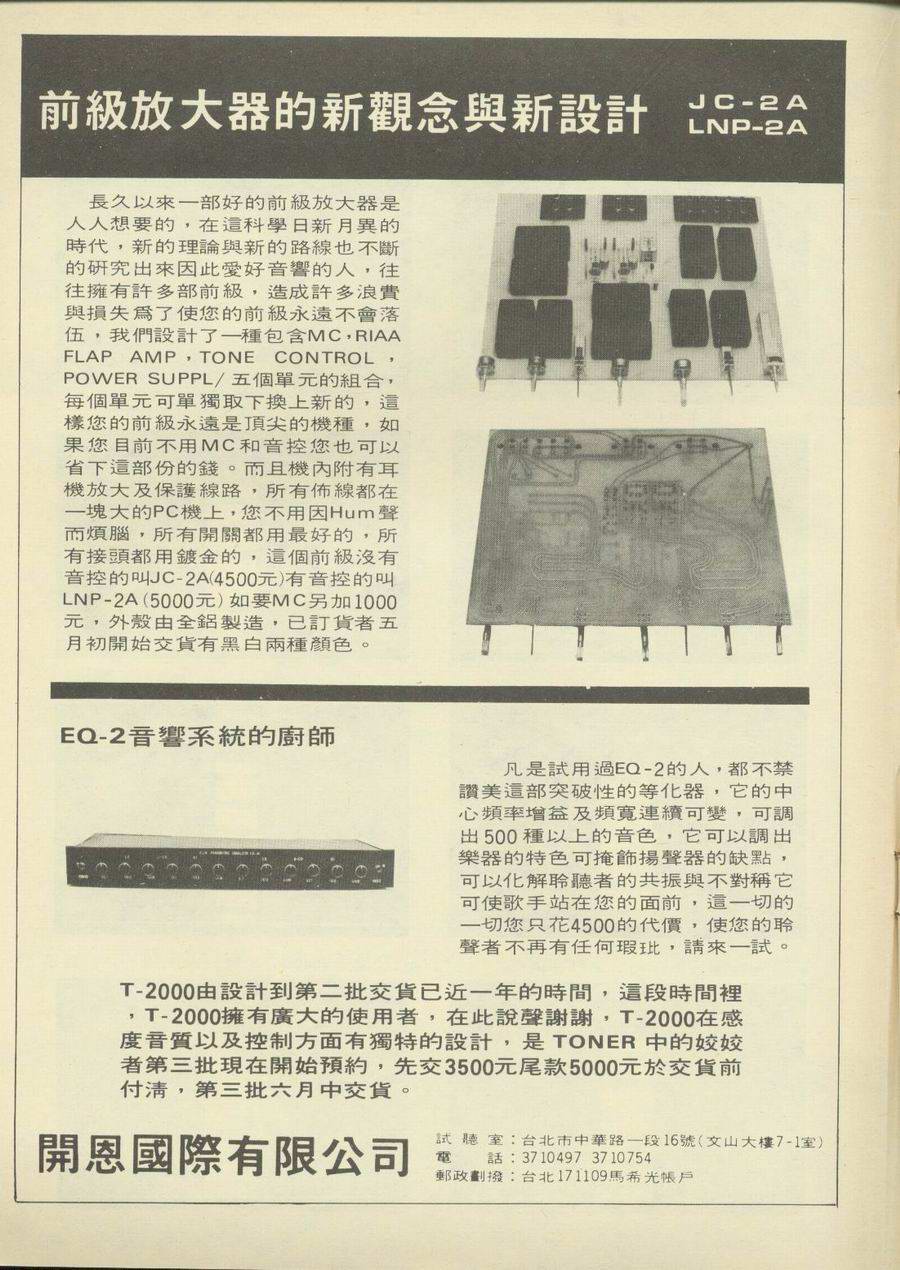 前級放大器的新觀念與新設計
JC-2A
LNP-2A
長久以來一部好的前級放大器是
人人想要的，在這科學日新月異的
時代，新的理論與新的路線也不斷
的研究出來因此愛好音響的人，往
往擁有許多部前級，造成許多浪費
與損失爲了使您的前級永遠不會落
伍，我們設計了一種包含MC，RIAA
FLAP AMP，TONE CONTROL，
POWER SUPPL/ 五個單元的組合，
每個單元可單獨取下換上新的，這
樣您的前級永遠是頂尖的機種，如
果您目前不用MC和音控您也可以
省下這部份的錢。而且機內附有耳
機放大及保護線路，所有佈線都在
一塊大的PC機上，您不用因Hum聲
而煩腦，所有開關都用最好的，所
有接頭都用鍍金的，這個前級沒有
音控的叫JC-2A(4500元)有音控的叫
LNP-2A(5000元)如要MC另加1000
元，外殼由全鋁製造，已訂貨者五
月初開始交貨有黑白兩種顏色。
EQ-2音響系統的廚師
凡是試用過EQ-2的人，都不禁
讚美這部突破性的等化器，它的中
心頻率增益及頻寬連續可變，可調
出500種以上的音色，它可以調出
樂器的特色可掩飾揚聲器的缺點，
可以化解聆聽者的共振與不對稱它
可使歌手站在您的面前，這一切的
一切您只花4500的代價，使您的聆
聲者不再有任何瑕玼，請來一試。
T-2000由設計到第二批交貨已近一年的時間，這段時間裡
，T-2000擁有廣大的使用者，在此說聲謝謝，T-2000在感
度音質以及控制方面有獨特的設計，是 TONER 中的姣姣
者第三批現在開始預約，先交3500元尾款5000元於交貨前
付淸，第三批六月中交貨。
開恩國際有限公司
試聽室：台北市中華路一段16號(文山大樓7-1室)
電話：3710497 3710754
郵政劃撥：台北171109馬希光帳戶